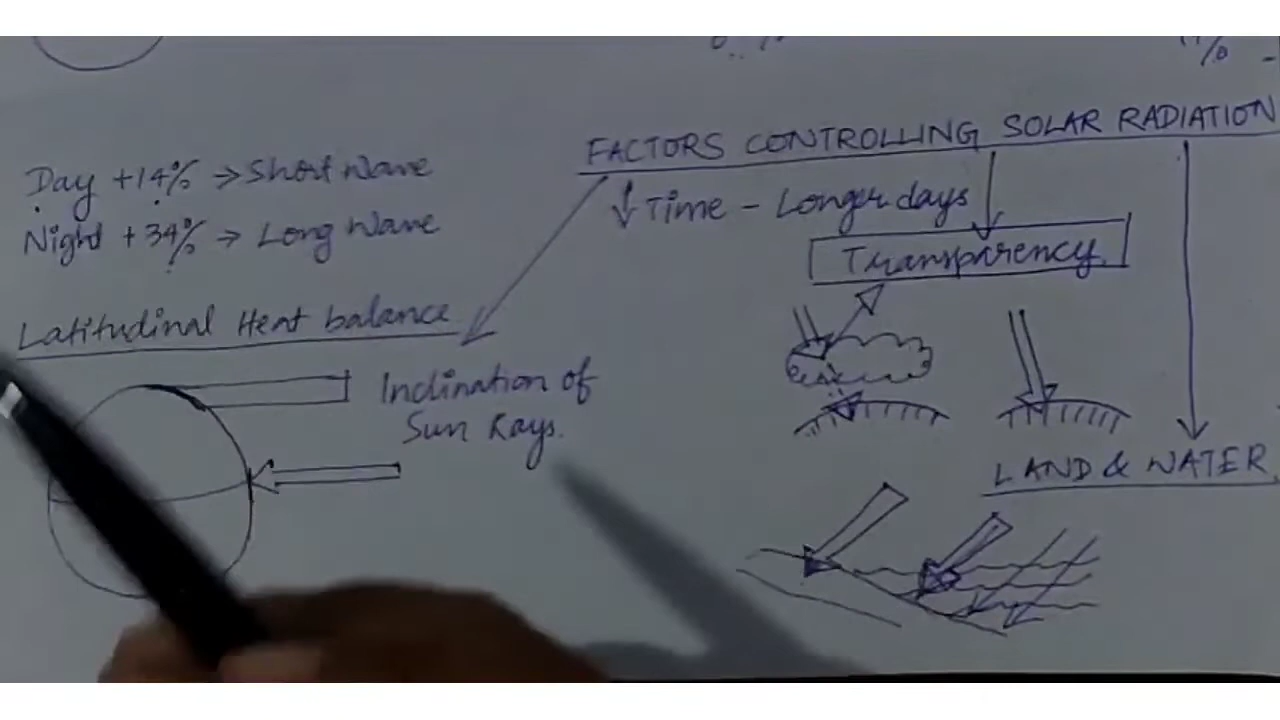 Day +14% → Short Wave
Night +34% → Long Wave
Latitudinal Heat balance
FACTORS CONTROLLING SOLAR RADIATION
↓ Time - Longer days
Transparency
Inclination of
Sun Rays.
LAND & WATER